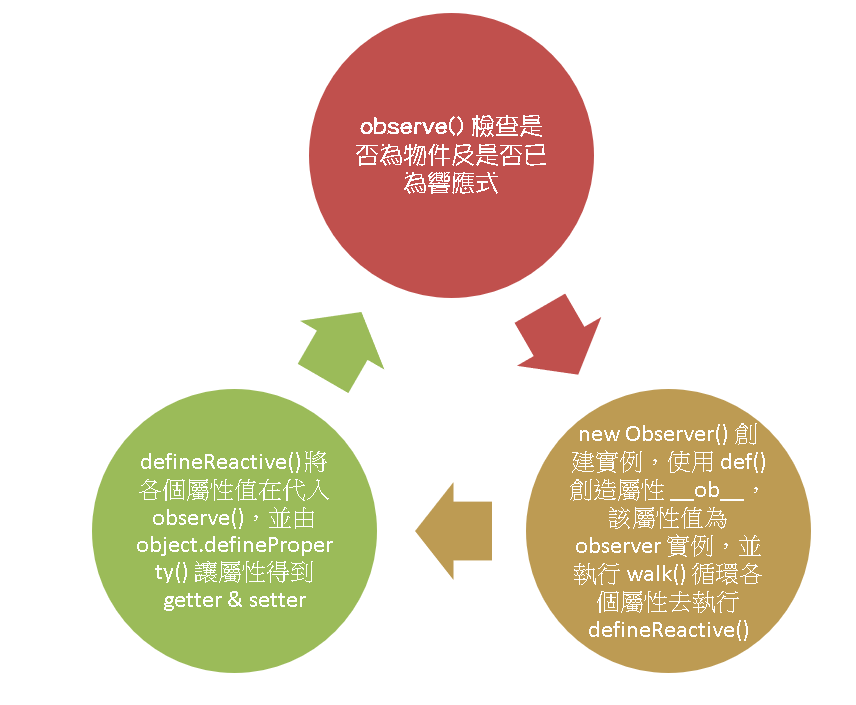 observe() 檢查是
否為物件及是否已
為響應式
new Observer() 創
建實例，使用 def()
創造屬性 __ob__，
該屬性值為
observer 實例，並
執行 walk() 循環各
個屬性去執行
defineReactive()
defineReactive()將
各個屬性值在代入
observe()，並由
object.defineProper
ty() 讓屬性得到
getter & setter